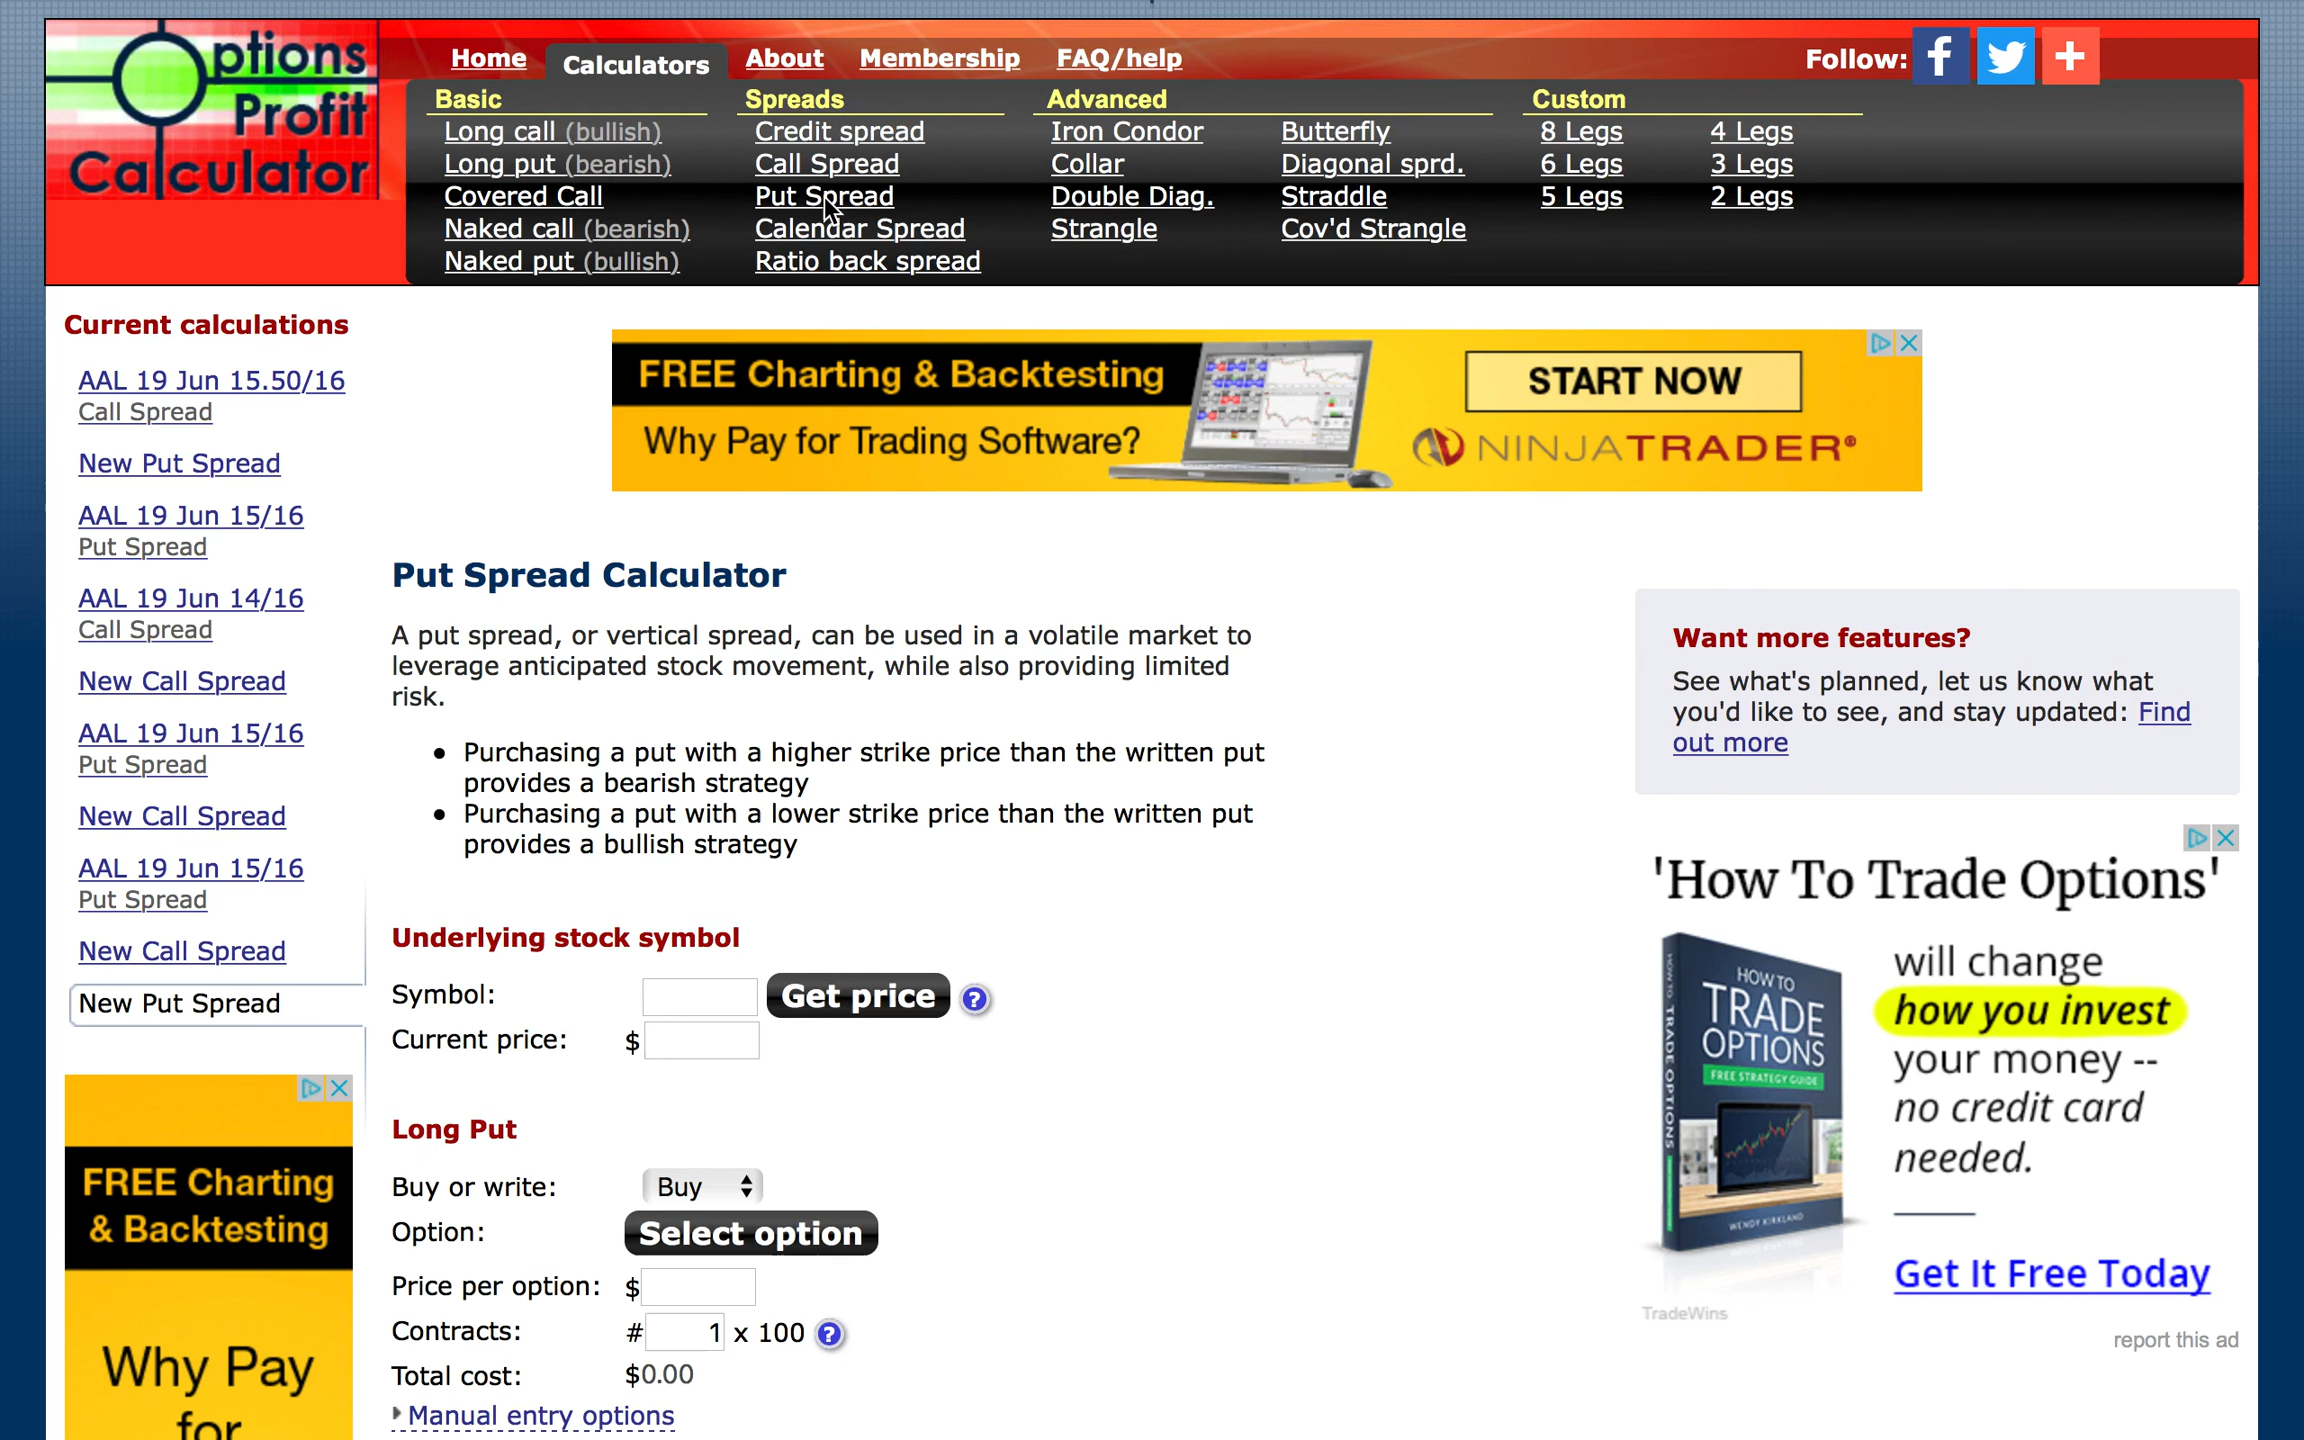 Options
Profit
Calculator
Home
Calculators
About
Membership
FAQ/help
Follow:
Basic
Long call (bullish)
Long put (bearish)
Covered Call
Naked call (bearish)
Naked put (bullish)
Spreads
Credit spread
Call Spread
Put Spread
Calendar Spread
Ratio back spread
Advanced
Iron Condor
Butterfly
Collar
Diagonal sprd.
Double Diag.
Straddle
Strangle
Cov'd Strangle
Custom
8 Legs
4 Legs
6 Legs
3 Legs
5 Legs
2 Legs
Current calculations
AAL 19 Jun 15.50/16
Call Spread
New Put Spread
AAL 19 Jun 15/16
Put Spread
AAL 19 Jun 14/16
Call Spread
New Call Spread
AAL 19 Jun 15/16
Put Spread
New Call Spread
AAL 19 Jun 15/16
Put Spread
New Call Spread
New Put Spread
FREE Charting
& Backtesting
Why Pay
for
FREE Charting & Backtesting
Why Pay for Trading Software?
START NOW
NINJATRADER®
Put Spread Calculator
A put spread, or vertical spread, can be used in a volatile market to
leverage anticipated stock movement, while also providing limited
risk.
• Purchasing a put with a higher strike price than the written put
provides a bearish strategy
• Purchasing a put with a lower strike price than the written put
provides a bullish strategy
Underlying stock symbol
Symbol:
Get price ?
Current price: $
Long Put
Buy or write: Buy
Option: Select option
Price per option: $
Contracts: # 1 x 100 ?
Total cost: $0.00
Manual entry options
Want more features?
See what's planned, let us know what
you'd like to see, and stay updated: Find
out more
'How To Trade Options'
HOW TO
TRADE
OPTIONS
FREE STRATEGY GUIDE
WENDY KIRKLAND
HOW TO TRADE OPTIONS
will change
how you invest
your money --
no credit card
needed.
Get It Free Today
TradeWins
report this ad